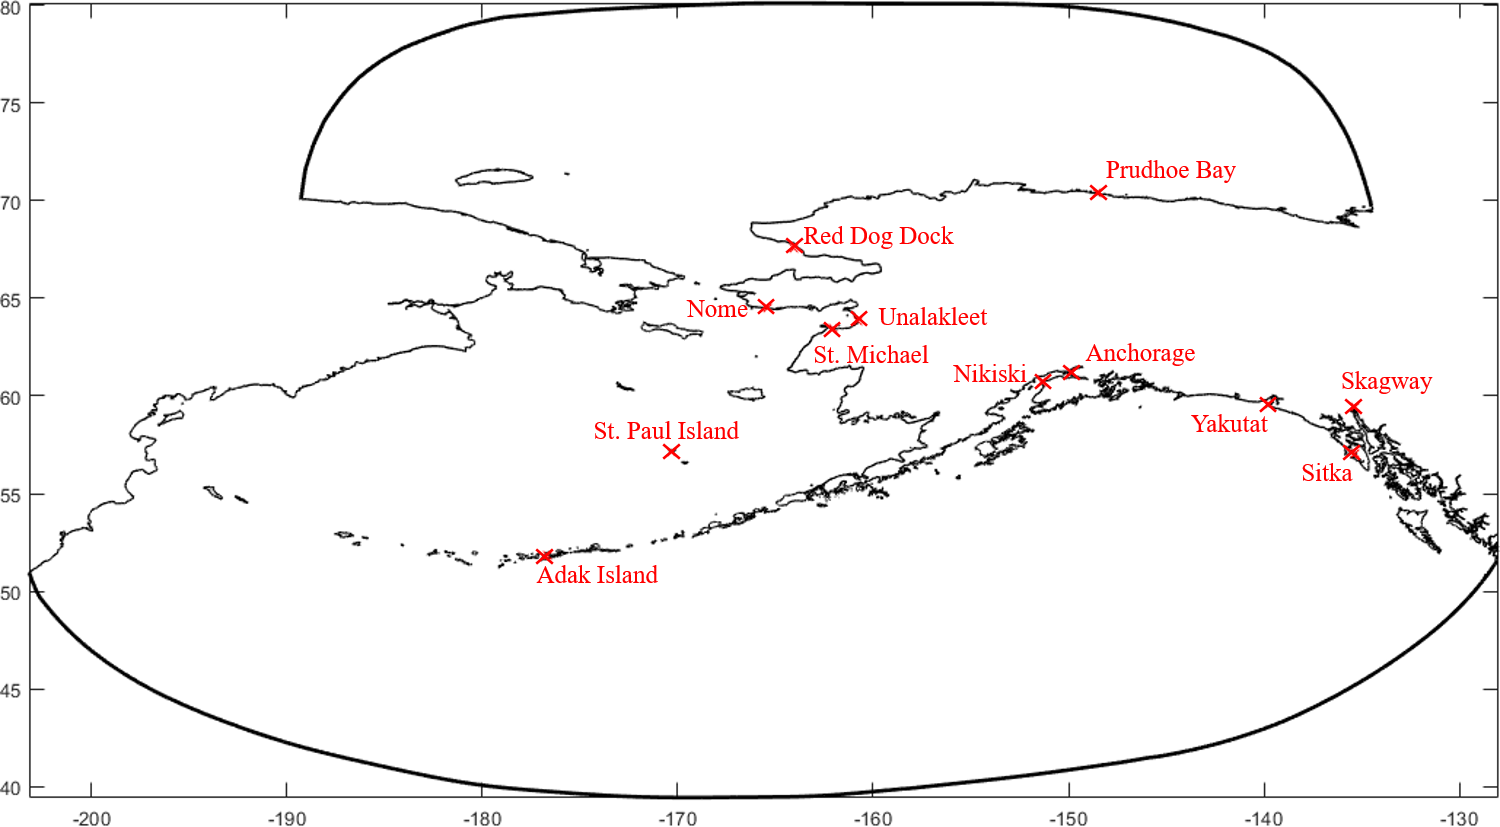 80
75
70
65
60
55
50
45
40
Prudhoe Bay
Red Dog Dock
Nome
Unalakleet
St. Michael
Anchorage
Nikiski
Skagway
Yakutat
St. Paul Island
Sitka
Adak Island
-200 -190 -180 -170 -160 -150 -140 -130